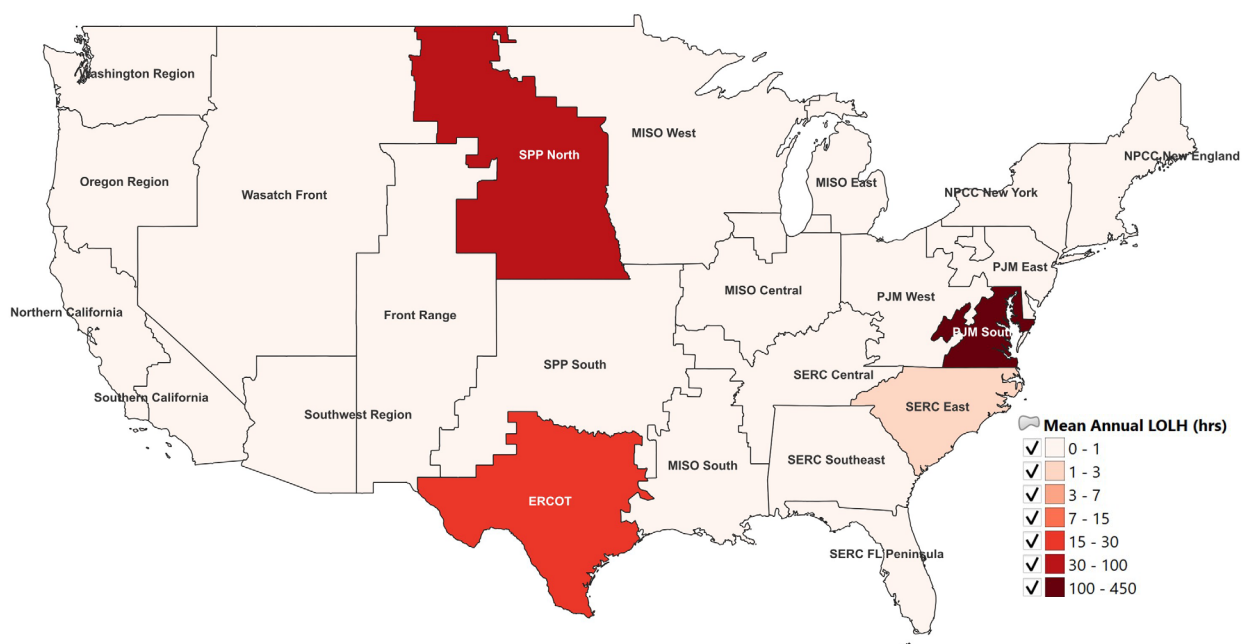 Washington Region
MISO West
SPP North
NPCC New England
Oregon Region
MISO East
Wasatch Front
NPCC New York
PJM East
MISO Central
PJM West
Northern California
Front Range
PJM South
SPP South
SERC Central
Southern California
SERC East
Southwest Region
Mean Annual LOLH (hrs)
0 - 1
SERC Southeast
MISO South
1 - 3
3 - 7
ERCOT
7 - 15
15 - 30
SERC FL Peninsula
30 - 100
100 - 450